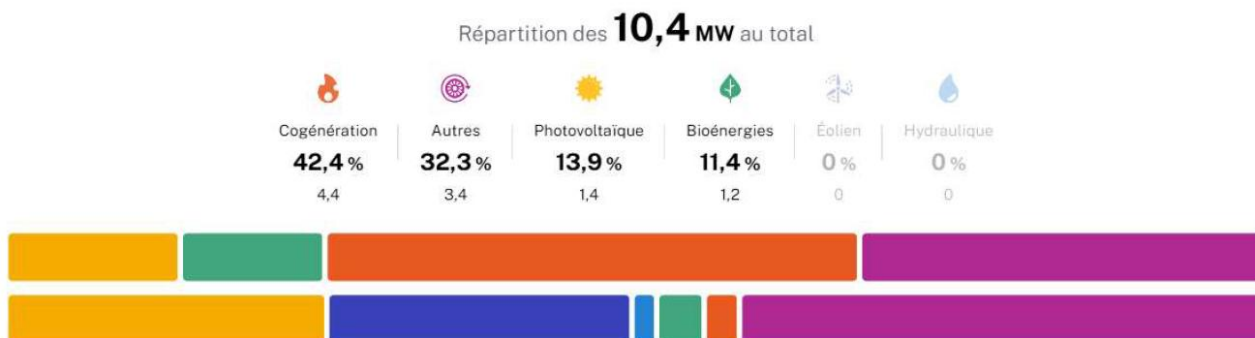 Répartition des 10,4 MW au total
Cogénération Autres Photovoltaïque Bioénergies Éolien Hydraulique
42,4 % 32,3 % 13,9 % 11,4 % 0 % 0 %
4,4 3,4 1,4 1,2 0 0